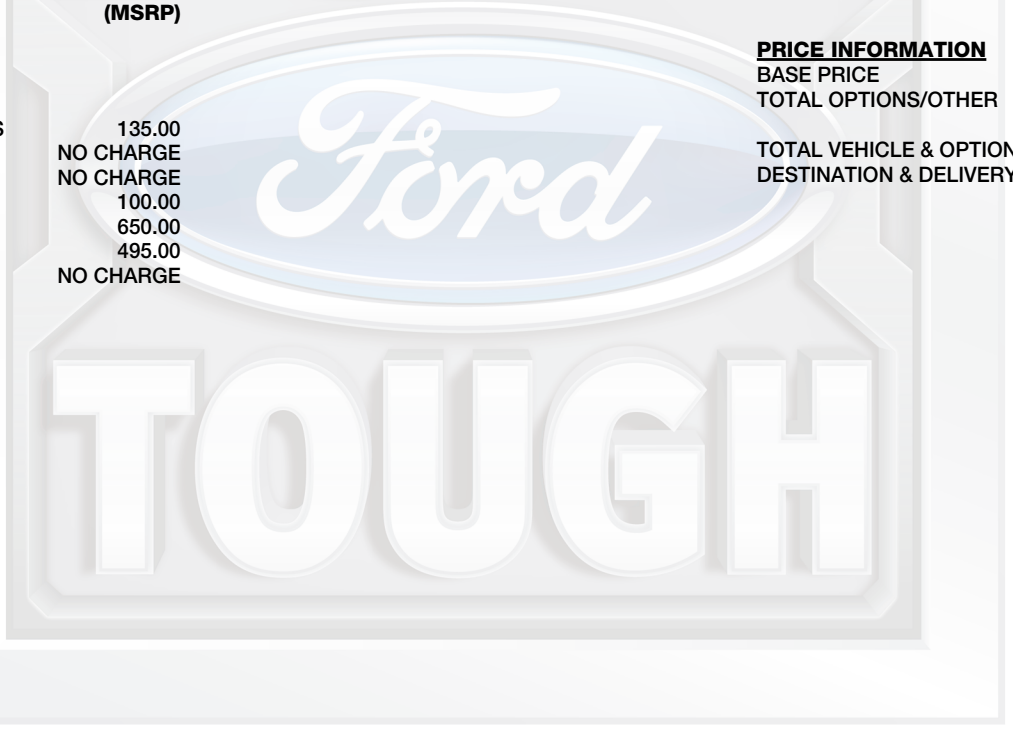 (MSRP)
S 135.00
NO CHARGE
NO CHARGE
100.00
650.00
495.00
NO CHARGE
PRICE INFORMATION
BASE PRICE
TOTAL OPTIONS/OTHER
TOTAL VEHICLE & OPTION
DESTINATION & DELIVERY
Ford
TOUGH